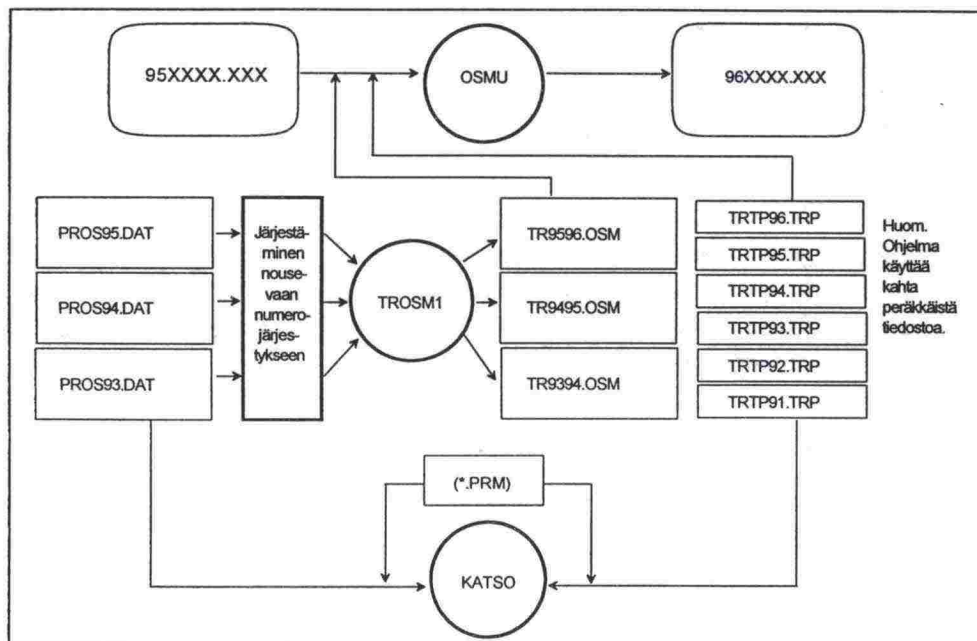 95XXXX.XXX
OSMU
96XXXX.XXX
PROS95.DAT
PROS94.DAT
PROS93.DAT
Järjestä-
minen
nouse-
vaan
numero-
järjes-
tykseen
TROSM1
TR9596.OSM
TR9495.OSM
TR9394.OSM
TRTP96.TRP
TRTP95.TRP
TRTP94.TRP
TRTP93.TRP
TRTP92.TRP
TRTP91.TRP
Huom.
Ohjelma
käyttää
kahta
peräkkäistä
tiedostoa.
(*.PRM)
KATSO